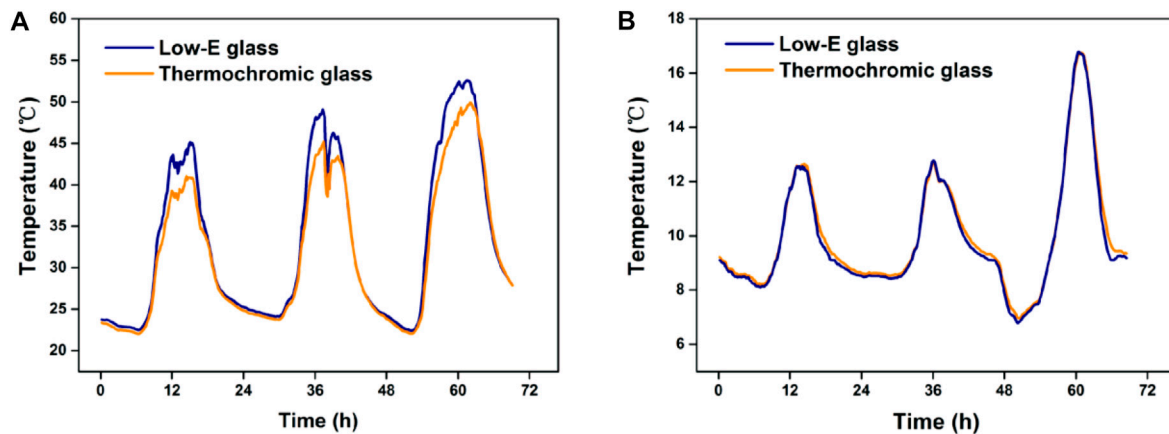 A
Temperature (℃)
60
55
50
45
40
35
30
25
20
Low-E glass
Thermochromic glass
0 12 24 36 48 60 72
Time (h)
B
Temperature (℃)
18
16
14
12
10
8
6
Low-E glass
Thermochromic glass
0 12 24 36 48 60 72
Time (h)